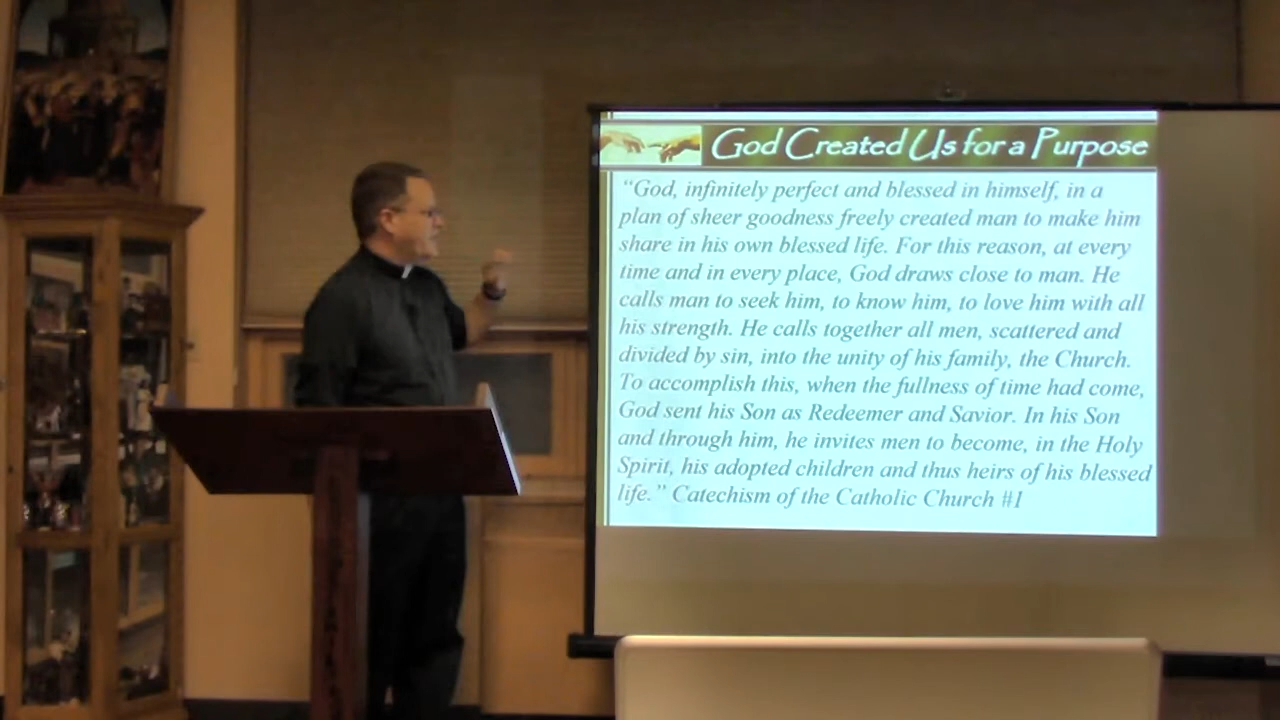 God Created Us for a Purpose
“God, infinitely perfect and blessed in himself, in a
plan of sheer goodness freely created man to make him
share in his own blessed life. For this reason, at every
time and in every place, God draws close to man. He
calls man to seek him, to know him, to love him with all
his strength. He calls together all men, scattered and
divided by sin, into the unity of his family, the Church.
To accomplish this, when the fullness of time had come,
God sent his Son as Redeemer and Savior. In his Son
and through him, he invites men to become, in the Holy
Spirit, his adopted children and thus heirs of his blessed
life.” Catechism of the Catholic Church #1